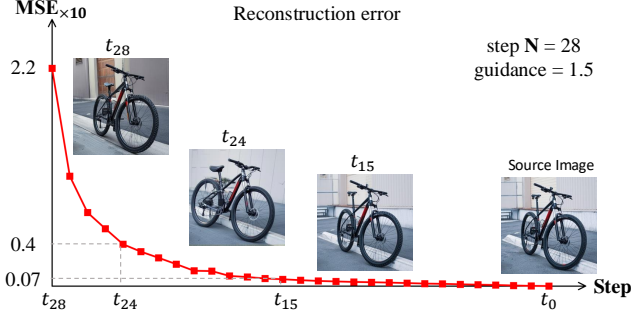 MSE×10
Reconstruction error
step N = 28
guidance = 1.5
t28
t24
t15
Source Image
2.2
0.4
0.07
t28
t24
t15
t0
Step